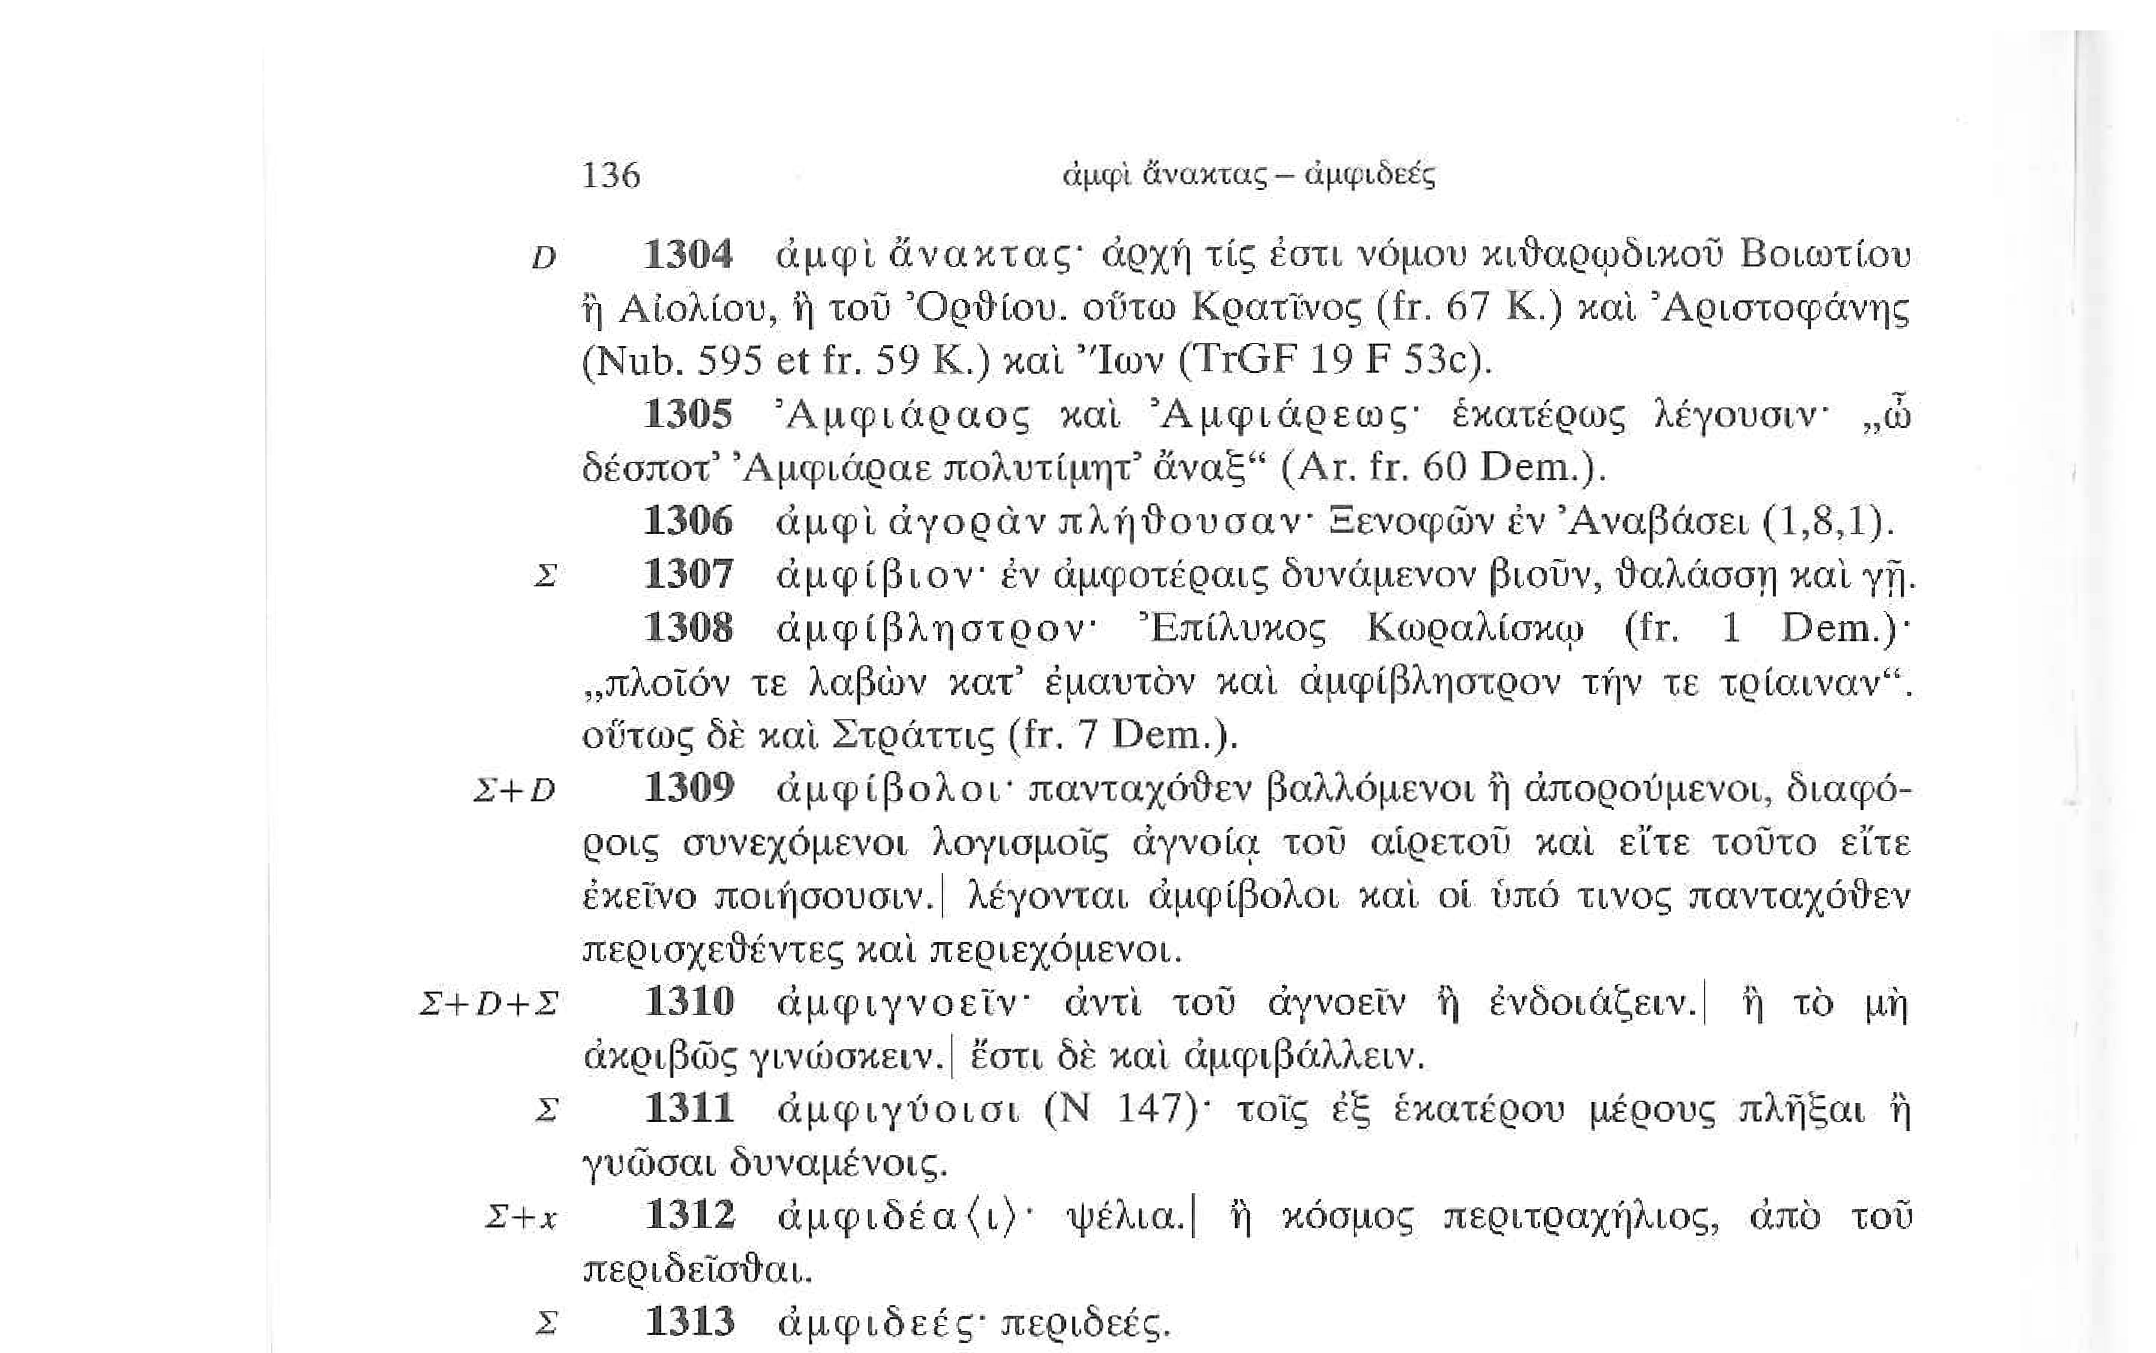 136 ἀμφὶ ἄνακτας – ἀμφιδεές
D 1304 ἀμφὶ ἄνακτας· ἀρχή τίς ἐστι νόμου κιθαρῳδικοῦ Βοιωτίου
ἢ Αἰολίου, ἢ τοῦ Ὀρθίου. οὕτω Κρατῖνος (fr. 67 K.) καὶ Ἀριστοφάνης
(Nub. 595 et fr. 59 K.) καὶ Ἴων (TrGF 19 F 53c).
1305 Ἀμφιάραος καὶ Ἀμφιάρεως· ἑκατέρως λέγουσιν· „ὦ
δέσποτ’ Ἀμφιάραε πολυτίμητ’ ἄναξ“ (Ar. fr. 60 Dem.).
1306 ἀμφὶ ἀγορὰν πλήθουσαν· Ξενοφῶν ἐν Ἀναβάσει (1,8,1).
Σ 1307 ἀμφίβιον· ἐν ἀμφοτέραις δυνάμενον βιοῦν, θαλάσσῃ καὶ γῇ.
1308 ἀμφίβληστρον· Ἐπίλυκος Κωραλίσκῳ (fr. 1 Dem.)·
„πλοῖόν τε λαβὼν κατ’ ἐμαυτὸν καὶ ἀμφίβληστρον τήν τε τρίαιναν“.
οὕτως δὲ καὶ Στράττις (fr. 7 Dem.).
Σ+D 1309 ἀμφίβολοι· πανταχόθεν βαλλόμενοι ἢ ἀπορούμενοι, διαφό-
ροις συνεχόμενοι λογισμοῖς ἀγνοίᾳ τοῦ αἱρετοῦ καὶ εἴτε τοῦτο εἴτε
ἐκεῖνο ποιήσουσιν.| λέγονται ἀμφίβολοι καὶ οἱ ὑπό τινος πανταχόθεν
περισχεθέντες καὶ περιεχόμενοι.
Σ+D+Σ 1310 ἀμφιγνοεῖν· ἀντὶ τοῦ ἀγνοεῖν ἢ ἐνδοιάζειν.| ἢ τὸ μὴ
ἀκριβῶς γινώσκειν.| ἔστι δὲ καὶ ἀμφιβάλλειν.
Σ 1311 ἀμφιγύοισι (N 147)· τοῖς ἐξ ἑκατέρου μέρους πλῆξαι ἢ
γυῶσαι δυναμένοις.
Σ+x 1312 ἀμφιδέα⟨ι⟩· ψέλια.| ἢ κόσμος περιτραχήλιος, ἀπὸ τοῦ
περιδεῖσθαι.
Σ 1313 ἀμφιδεές· περιδεές.